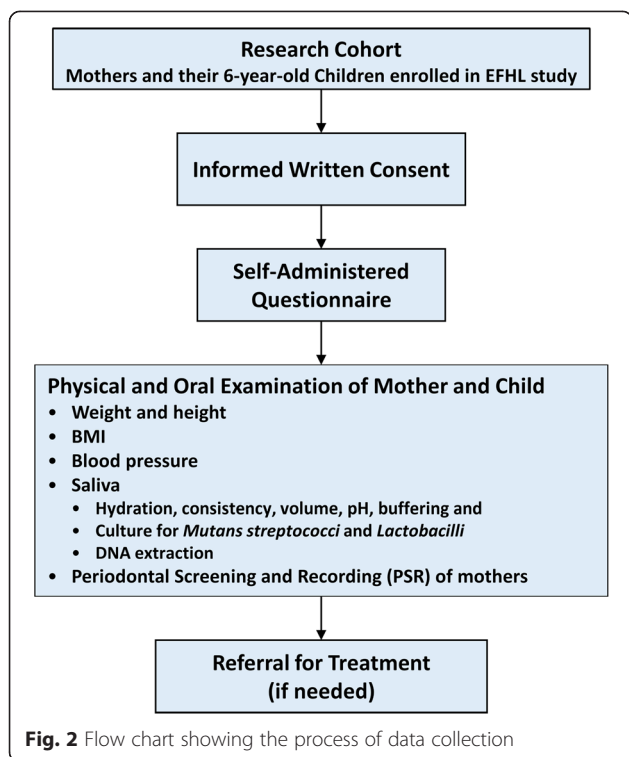 Research Cohort
Mothers and their 6-year-old Children enrolled in EFHL study
Informed Written Consent
Self-Administered
Questionnaire
Physical and Oral Examination of Mother and Child
• Weight and height
• BMI
• Blood pressure
• Saliva
• Hydration, consistency, volume, pH, buffering and
• Culture for Mutans streptococci and Lactobacilli
• DNA extraction
• Periodontal Screening and Recording (PSR) of mothers
Referral for Treatment
(if needed)
Fig. 2 Flow chart showing the process of data collection